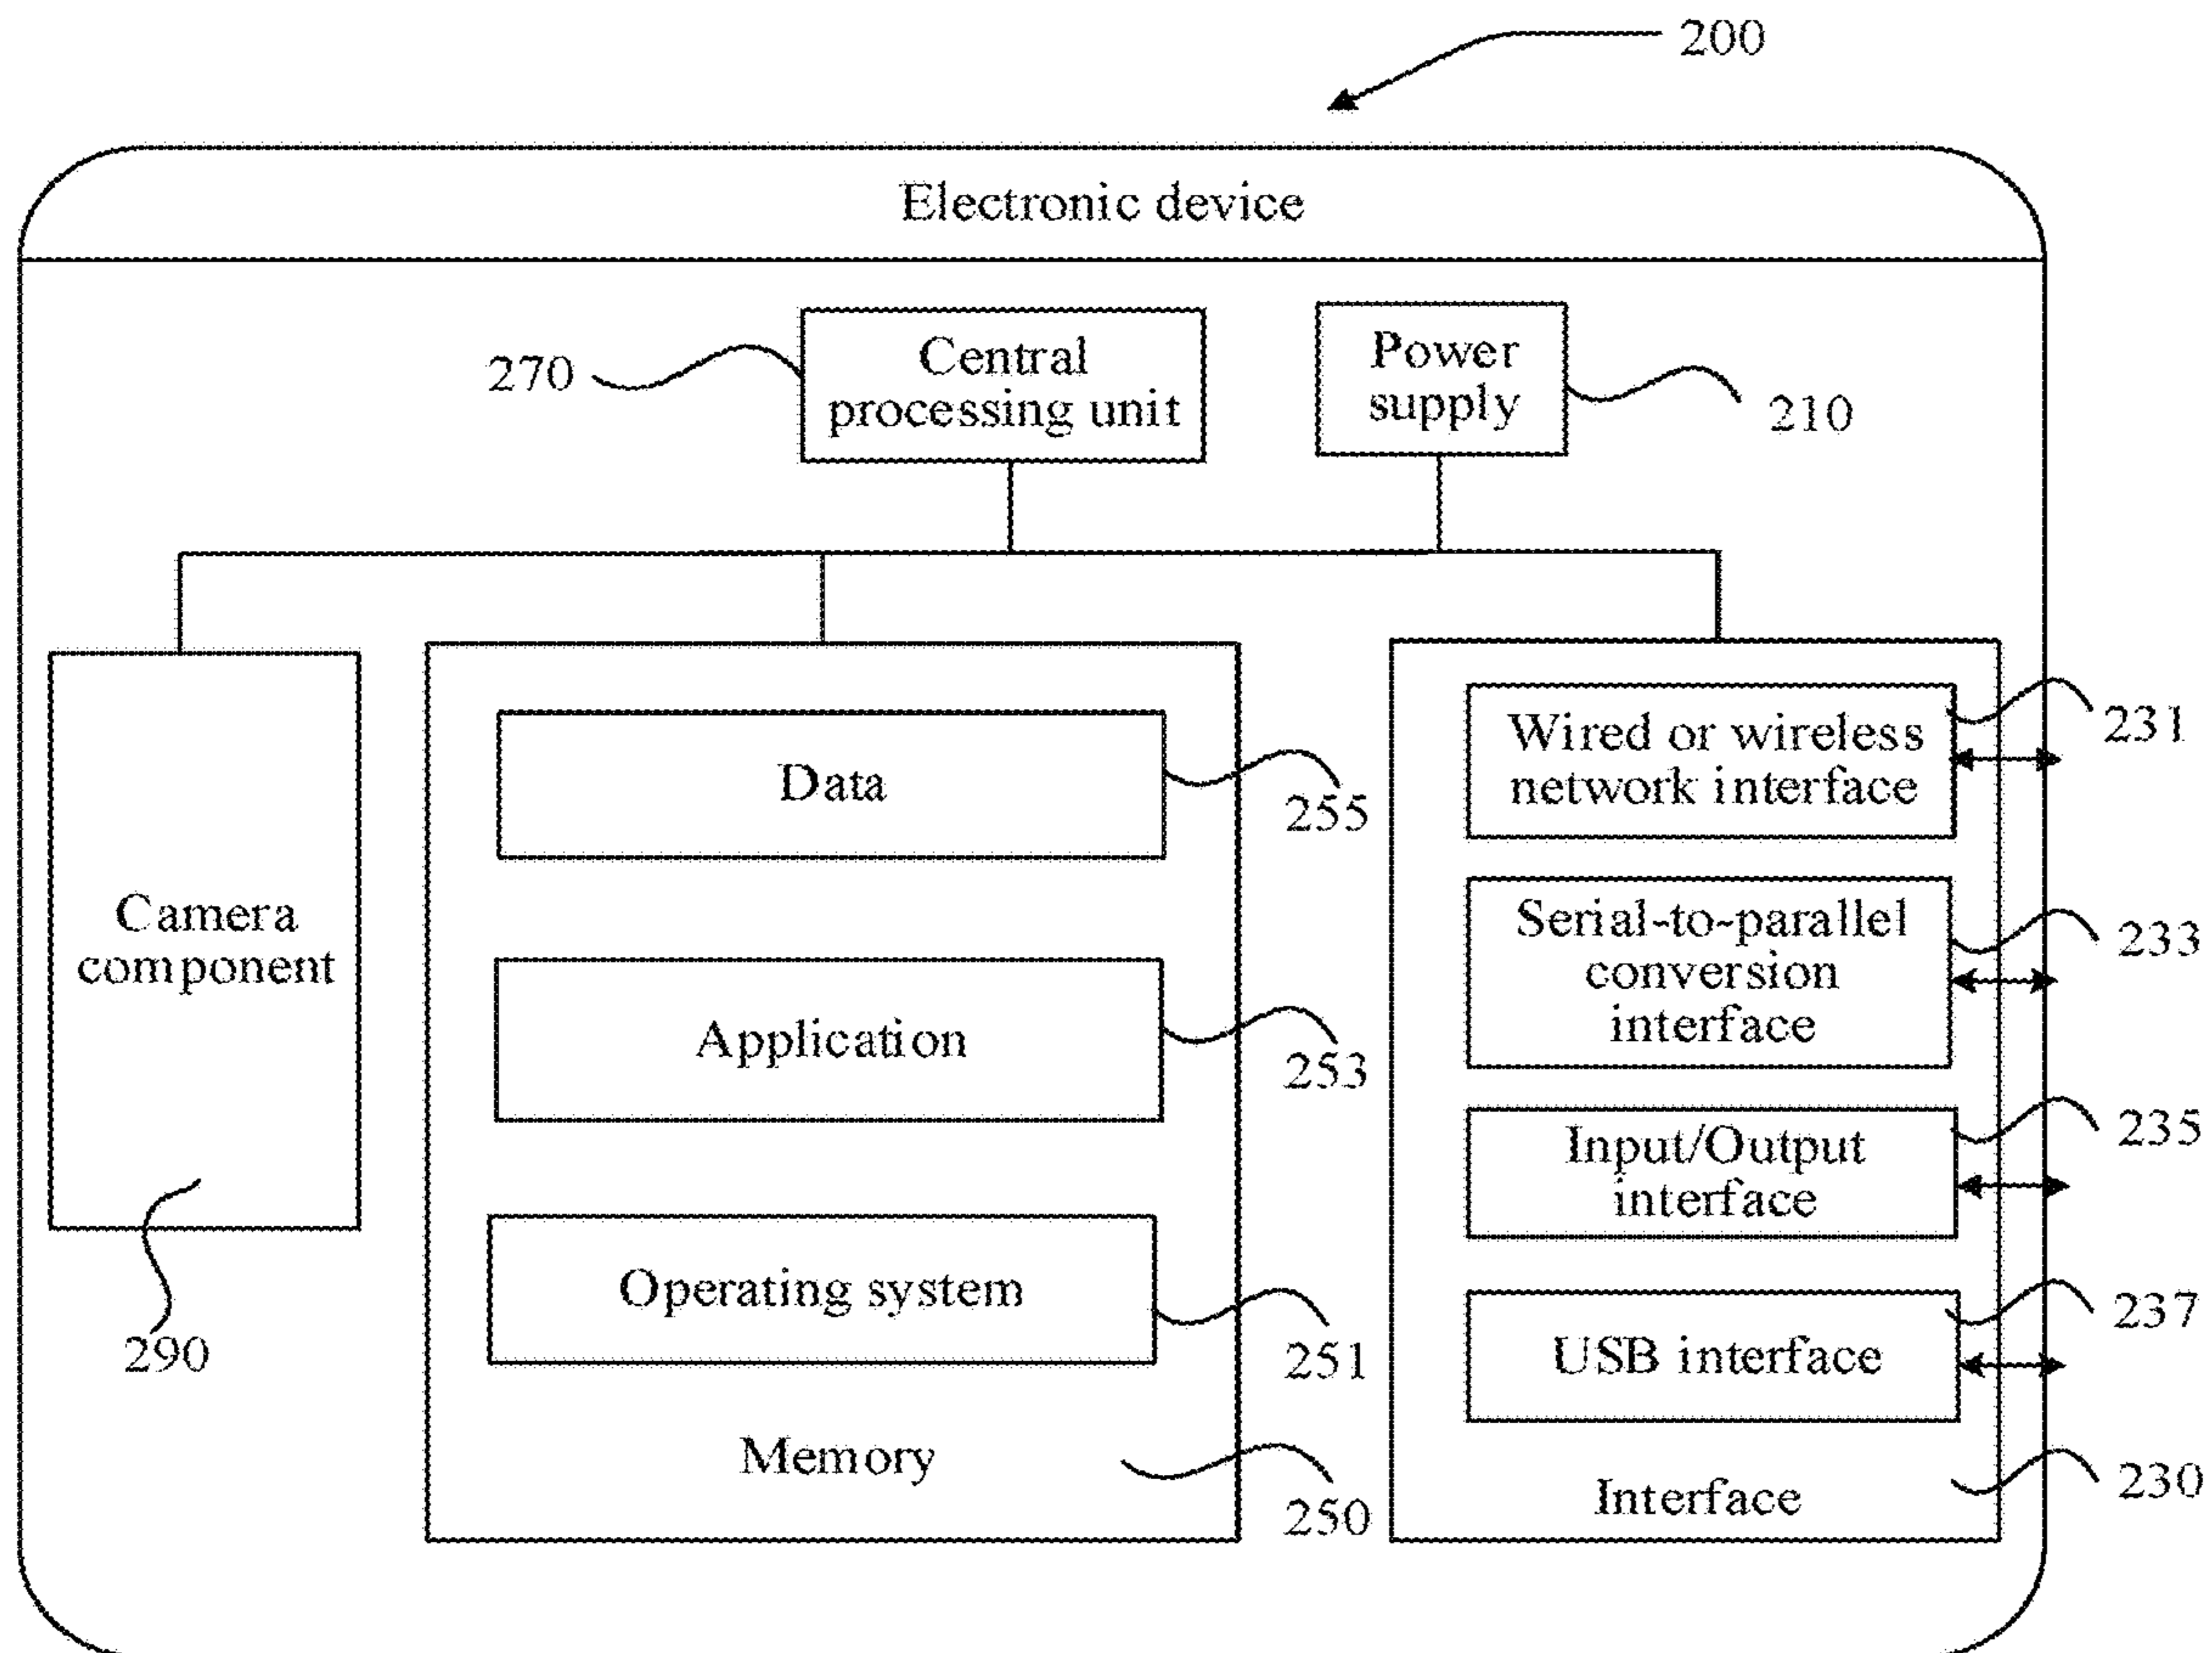 200
Electronic device
270
Central
processing unit
Power
supply
210
Camera
component
290
Data
255
Application
253
Operating system
251
Memory
250
Wired or wireless
network interface
231
Serial-to-parallel
conversion
interface
233
Input/Output
interface
235
USB interface
237
Interface
230